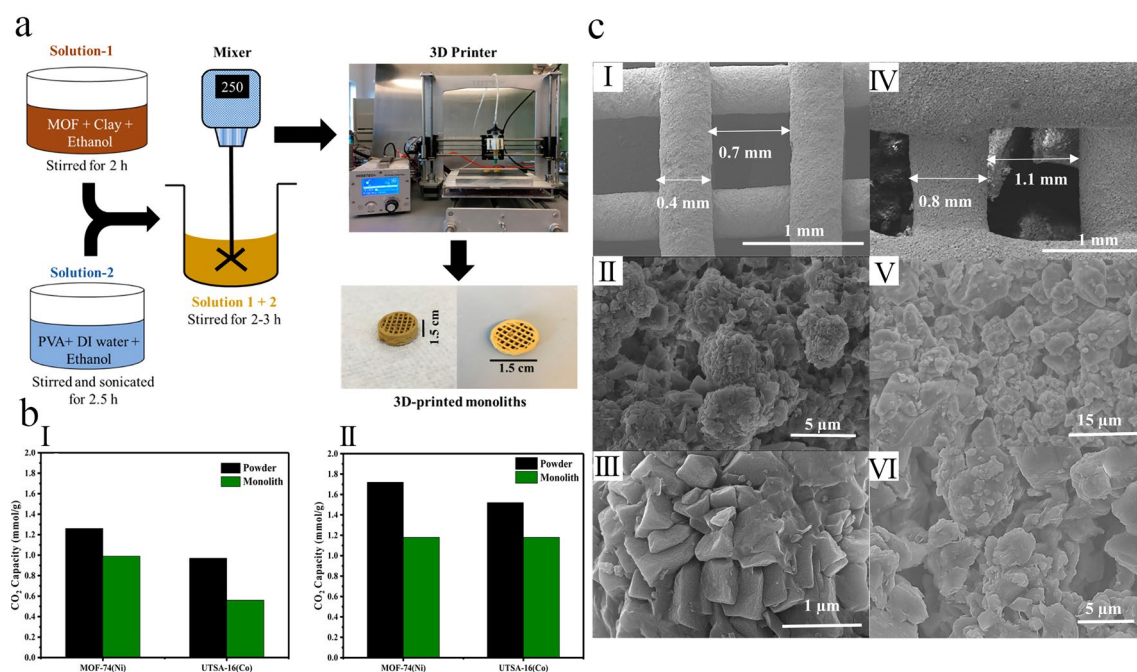 a
Solution-1
MOF + Clay +
Ethanol
Stirred for 2 h
Solution-2
PVA+ DI water +
Ethanol
Stirred and sonicated
for 2.5 h
Mixer
250
Solution 1 + 2
Stirred for 2-3 h
3D Printer
1.5 cm
1.5 cm
3D-printed monoliths
b
I
CO2 Capacity (mmol/g)
2.0
1.8
1.6
1.4
1.2
1.0
0.8
0.6
0.4
0.2
0.0
Powder
Monolith
MOF-74(Ni)
UTSA-16(Co)
II
CO2 Capacity (mmol/g)
2.0
1.8
1.6
1.4
1.2
1.0
0.8
0.6
0.4
0.2
0.0
Powder
Monolith
MOF-74(Ni)
UTSA-16(Co)
c
I
0.7 mm
0.4 mm
1 mm
II
5 µm
III
1 µm
IV
1.1 mm
0.8 mm
1 mm
V
15 µm
VI
5 µm